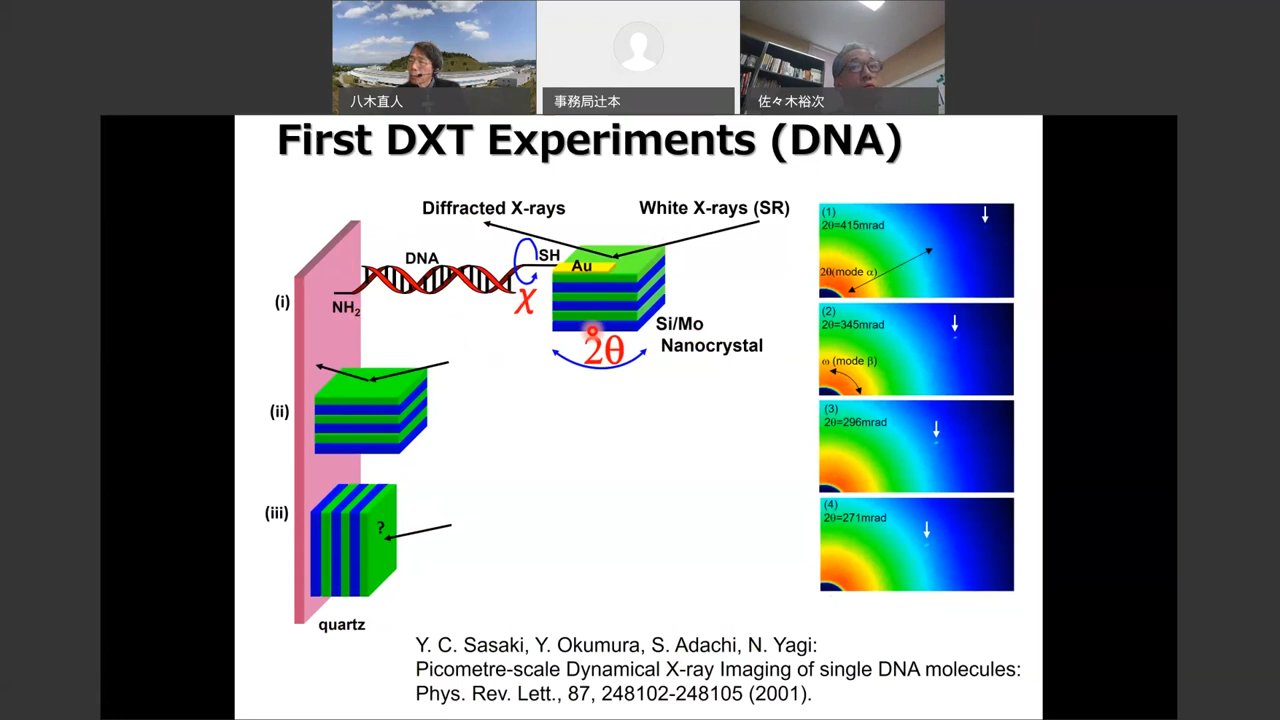 八木直人
事務局辻本
佐々木裕次
First DXT Experiments (DNA)
Diffracted X-rays
White X-rays (SR)
DNA
SH
Au
χ
(i)
NH₂
Si/Mo
Nanocrystal
2θ
(ii)
(iii)
?
quartz
(1)
2θ=415mrad
2θ(mode α)
(2)
2θ=345mrad
ω (mode β)
(3)
2θ=296mrad
(4)
2θ=271mrad
Y. C. Sasaki, Y. Okumura, S. Adachi, N. Yagi:
Picometre-scale Dynamical X-ray Imaging of single DNA molecules:
Phys. Rev. Lett., 87, 248102-248105 (2001).